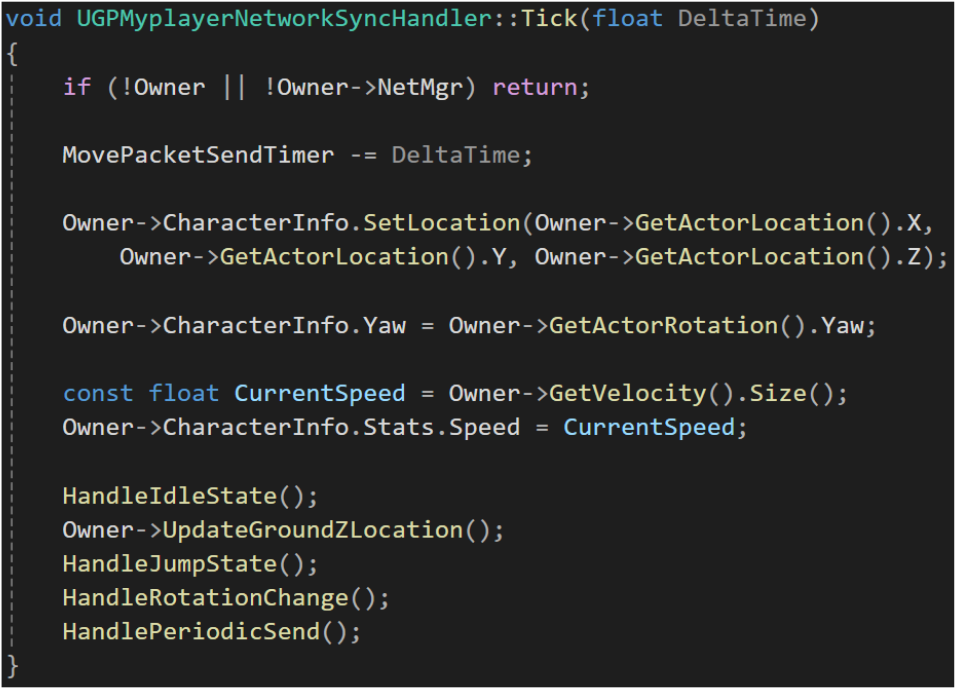 void UGPMyplayerNetworkSyncHandler::Tick(float DeltaTime)
{
    if (!Owner || !Owner->NetMgr) return;

    MovePacketSendTimer -= DeltaTime;

    Owner->CharacterInfo.SetLocation(Owner->GetActorLocation().X,
        Owner->GetActorLocation().Y, Owner->GetActorLocation().Z);

    Owner->CharacterInfo.Yaw = Owner->GetActorRotation().Yaw;

    const float CurrentSpeed = Owner->GetVelocity().Size();
    Owner->CharacterInfo.Stats.Speed = CurrentSpeed;

    HandleIdleState();
    Owner->UpdateGroundZLocation();
    HandleJumpState();
    HandleRotationChange();
    HandlePeriodicSend();
}